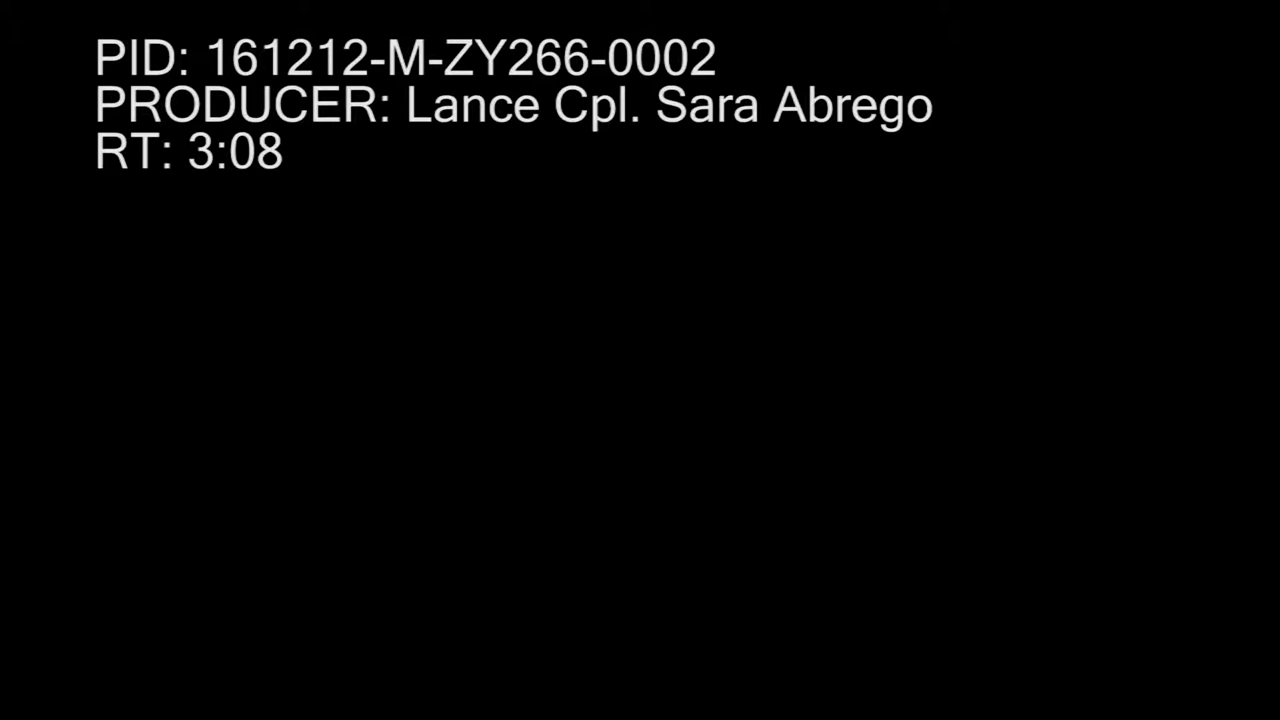 PID: 161212-M-ZY266-0002
PRODUCER: Lance Cpl. Sara Abrego
RT: 3:08